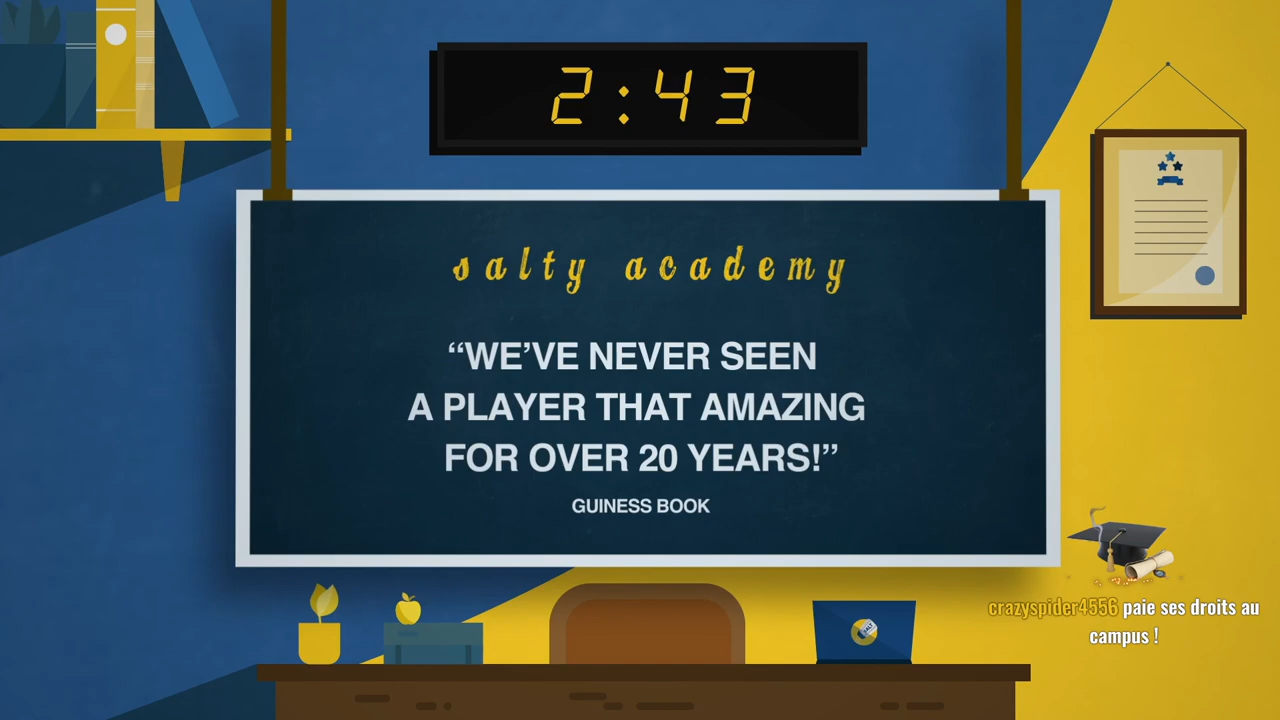 2:43
salty academy
“WE’VE NEVER SEEN
A PLAYER THAT AMAZING
FOR OVER 20 YEARS!”
GUINESS BOOK
crazyspider4556 paie ses droits au
campus !